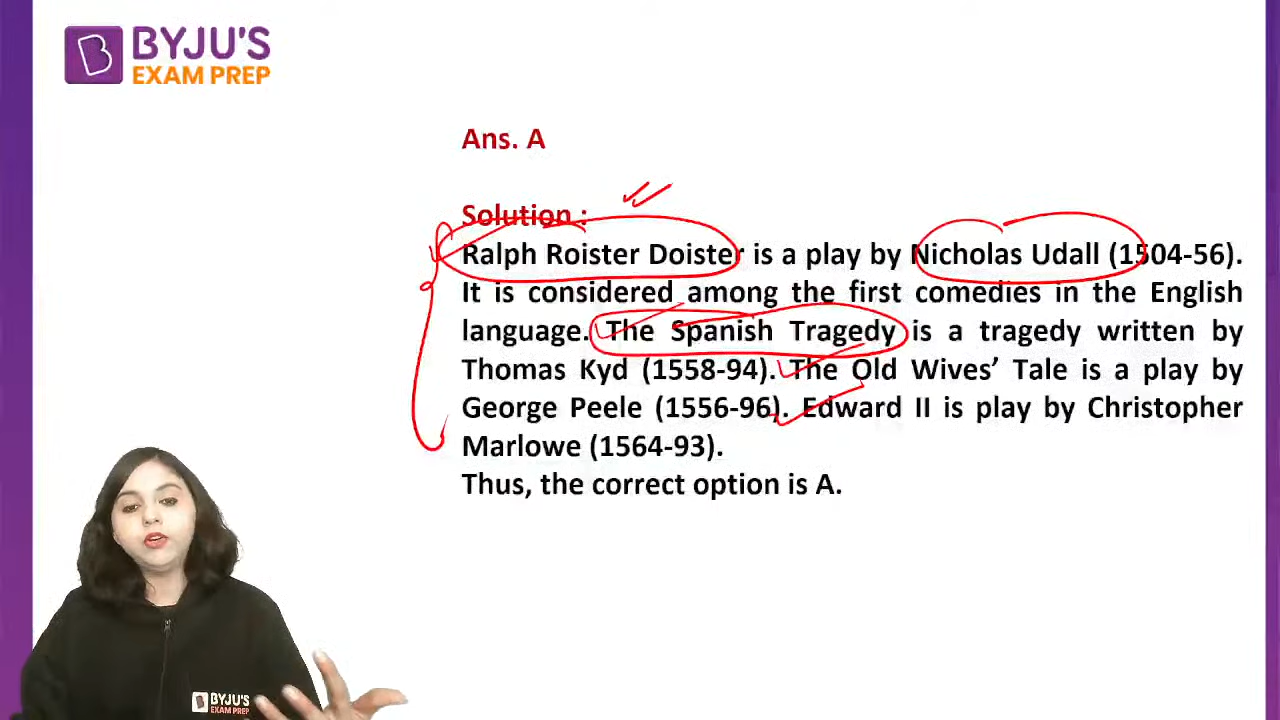 BYJU'S
EXAM PREP
Ans. A
Solution :
Ralph Roister Doister is a play by Nicholas Udall (1504-56).
It is considered among the first comedies in the English
language. The Spanish Tragedy is a tragedy written by
Thomas Kyd (1558-94). The Old Wives’ Tale is a play by
George Peele (1556-96). Edward II is play by Christopher
Marlowe (1564-93).
Thus, the correct option is A.
BYJU'S
EXAM PREP